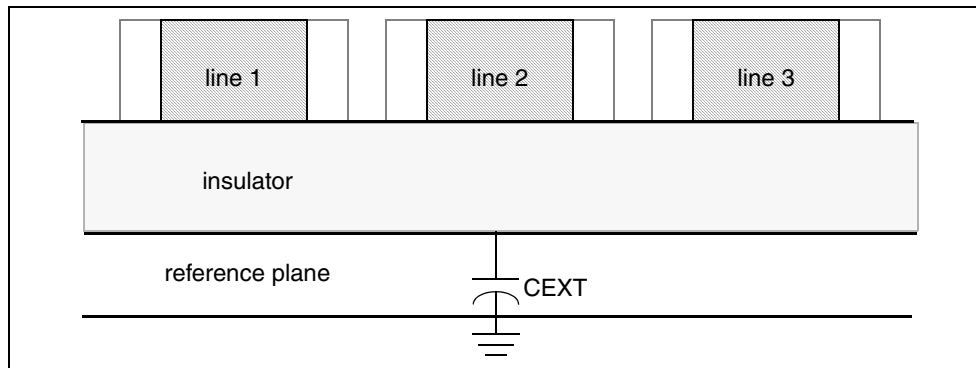 line 1
line 2
line 3
insulator
reference plane
CEXT